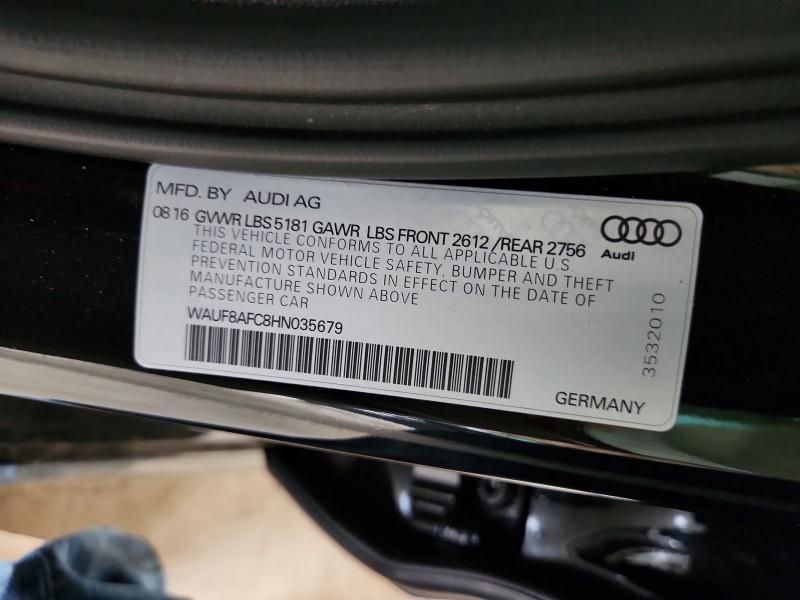 MFD. BY AUDI AG
08 16 GVWR LBS 5181 GAWR LBS FRONT 2612 /REAR 2756
THIS VEHICLE CONFORMS TO ALL APPLICABLE U.S.
FEDERAL MOTOR VEHICLE SAFETY, BUMPER AND THEFT
PREVENTION STANDARDS IN EFFECT ON THE DATE OF
MANUFACTURE SHOWN ABOVE
PASSENGER CAR
WAUF8AFC8HN035679
Audi
3532010
GERMANY